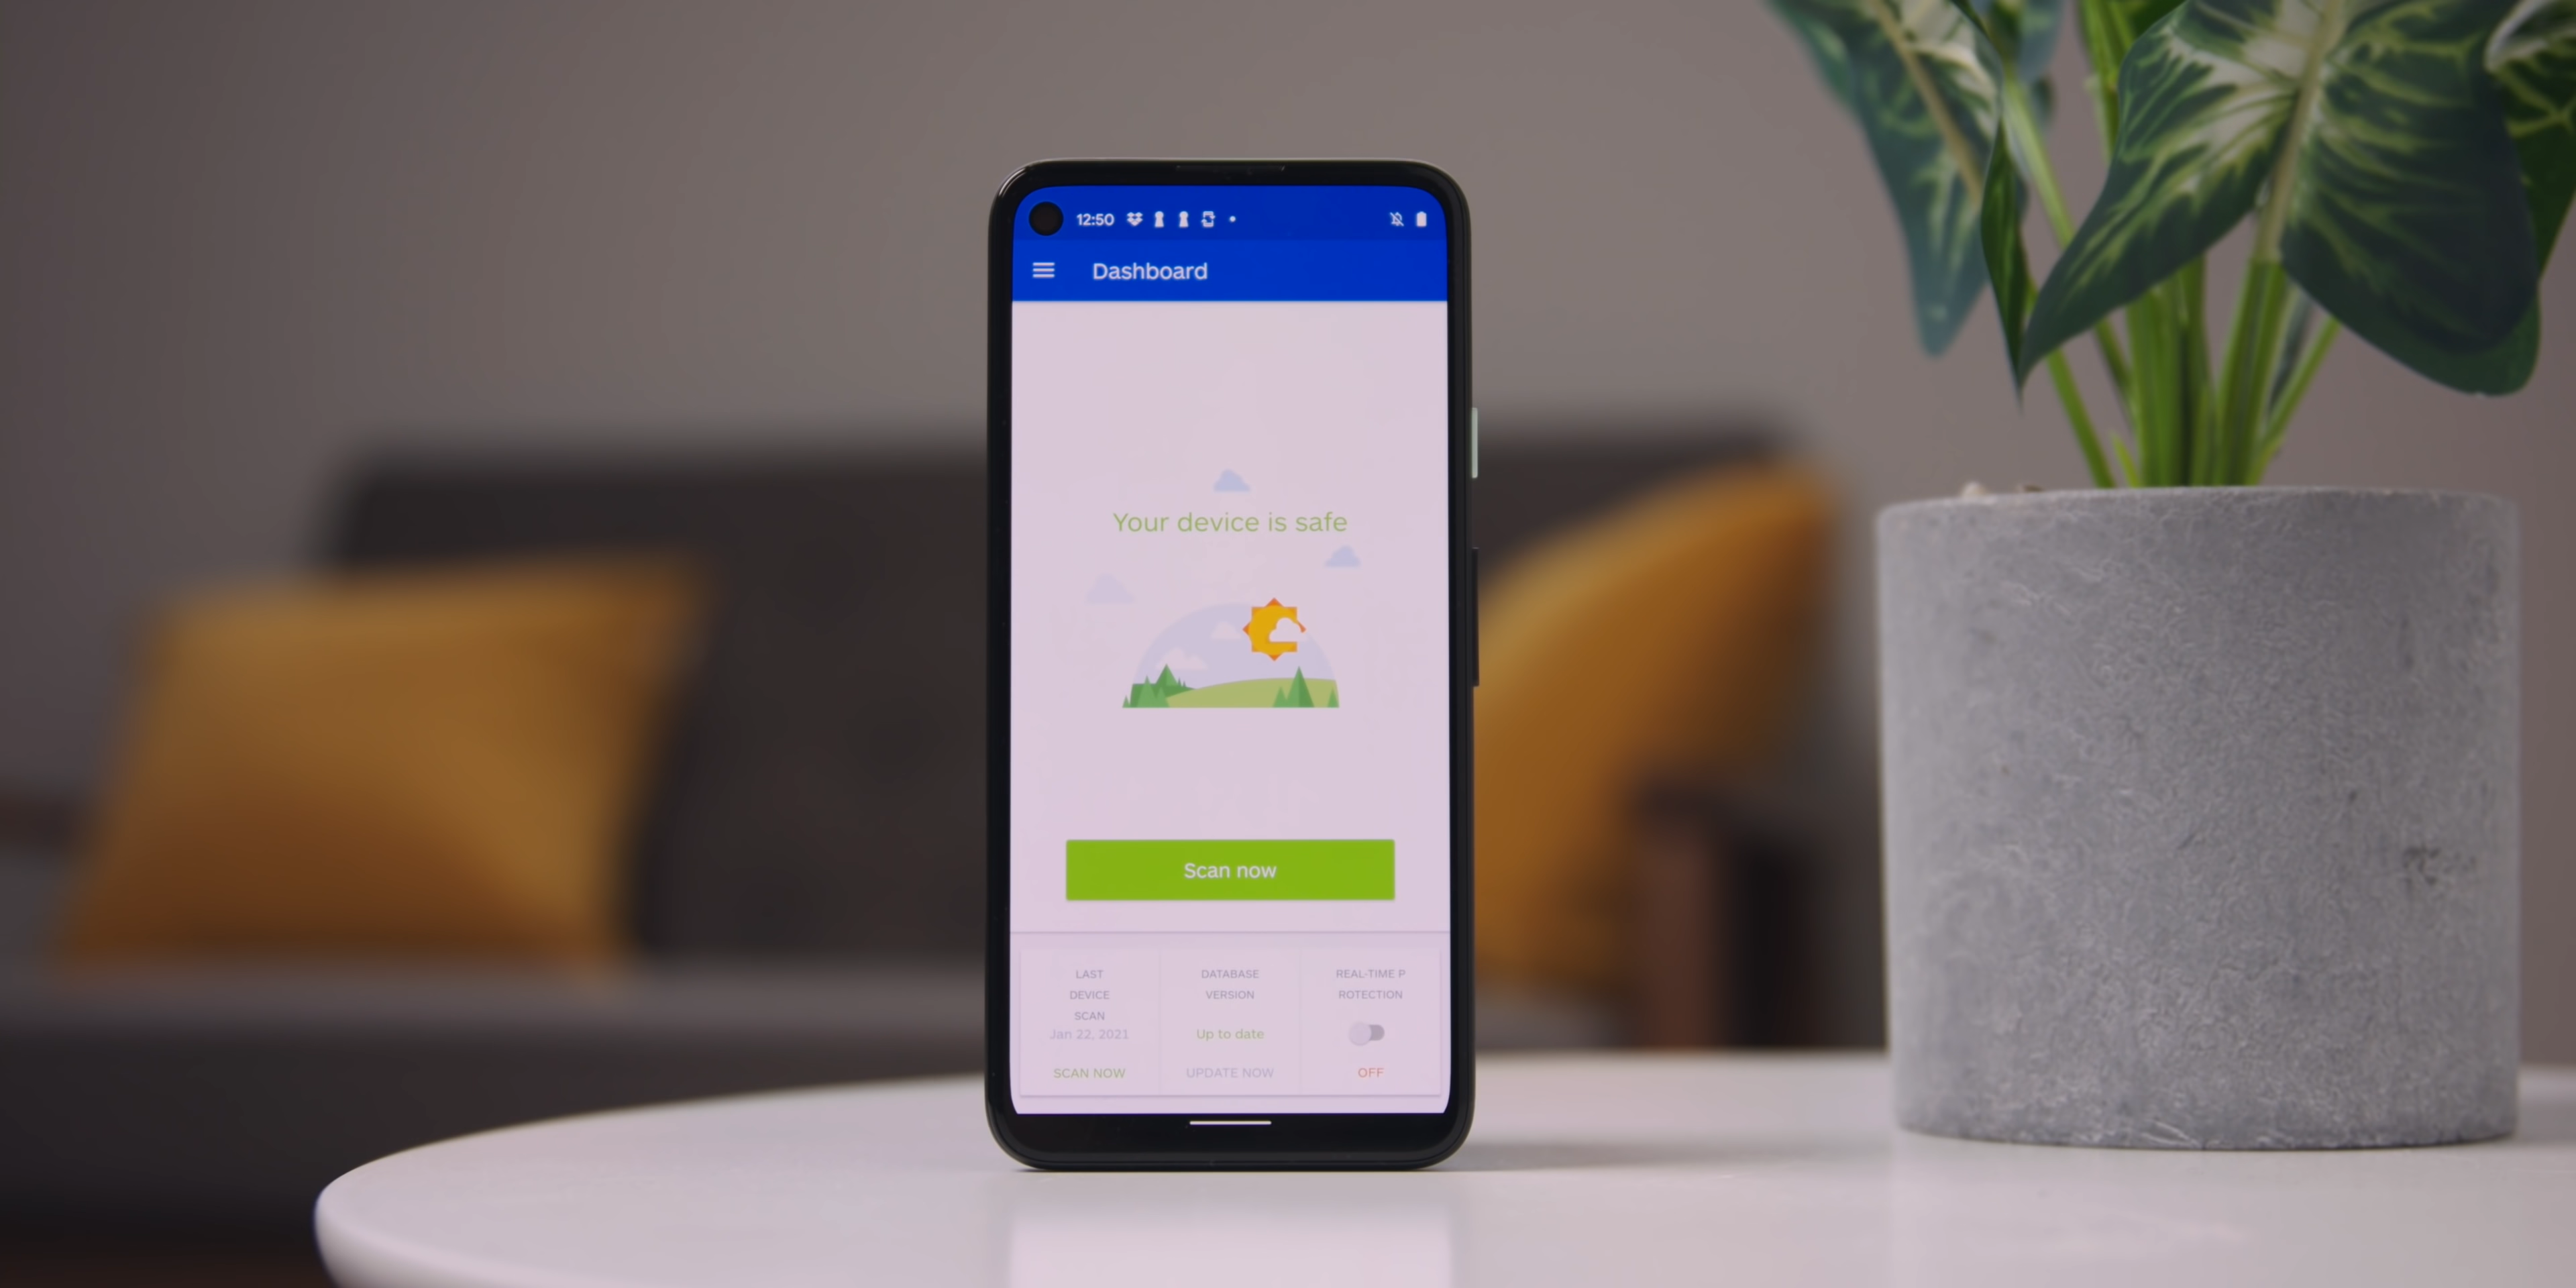 12:50
Dashboard
Your device is safe
Scan now
LAST
DEVICE
SCAN
Jan 22, 2021
SCAN NOW
DATABASE
VERSION
Up to date
UPDATE NOW
REAL-TIME P
ROTECTION
OFF